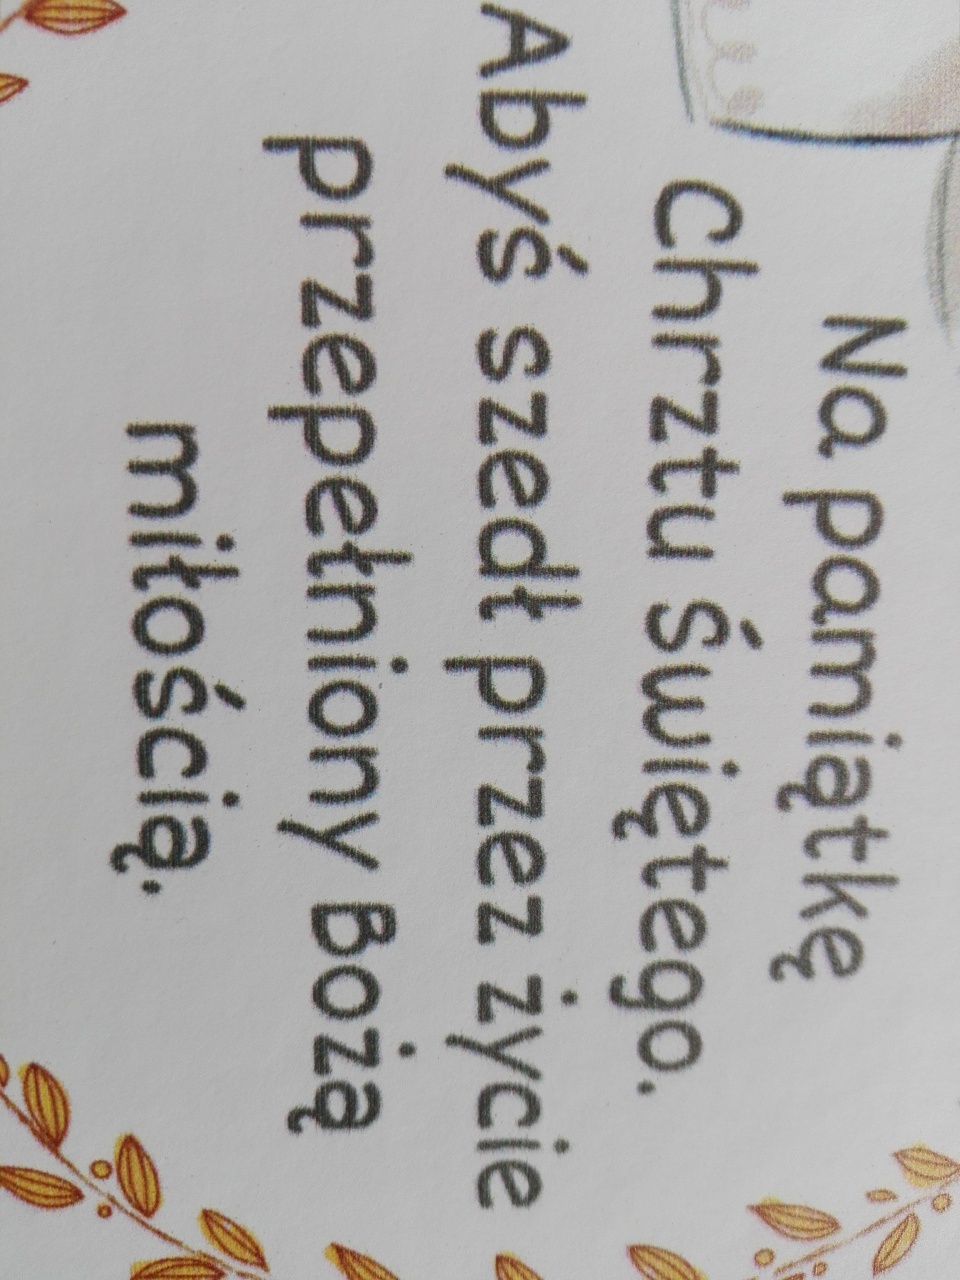 Na pamiątkę
Chrztu Świętego.
Abyś szedł przez życie
przepełniony Bożą
miłością.